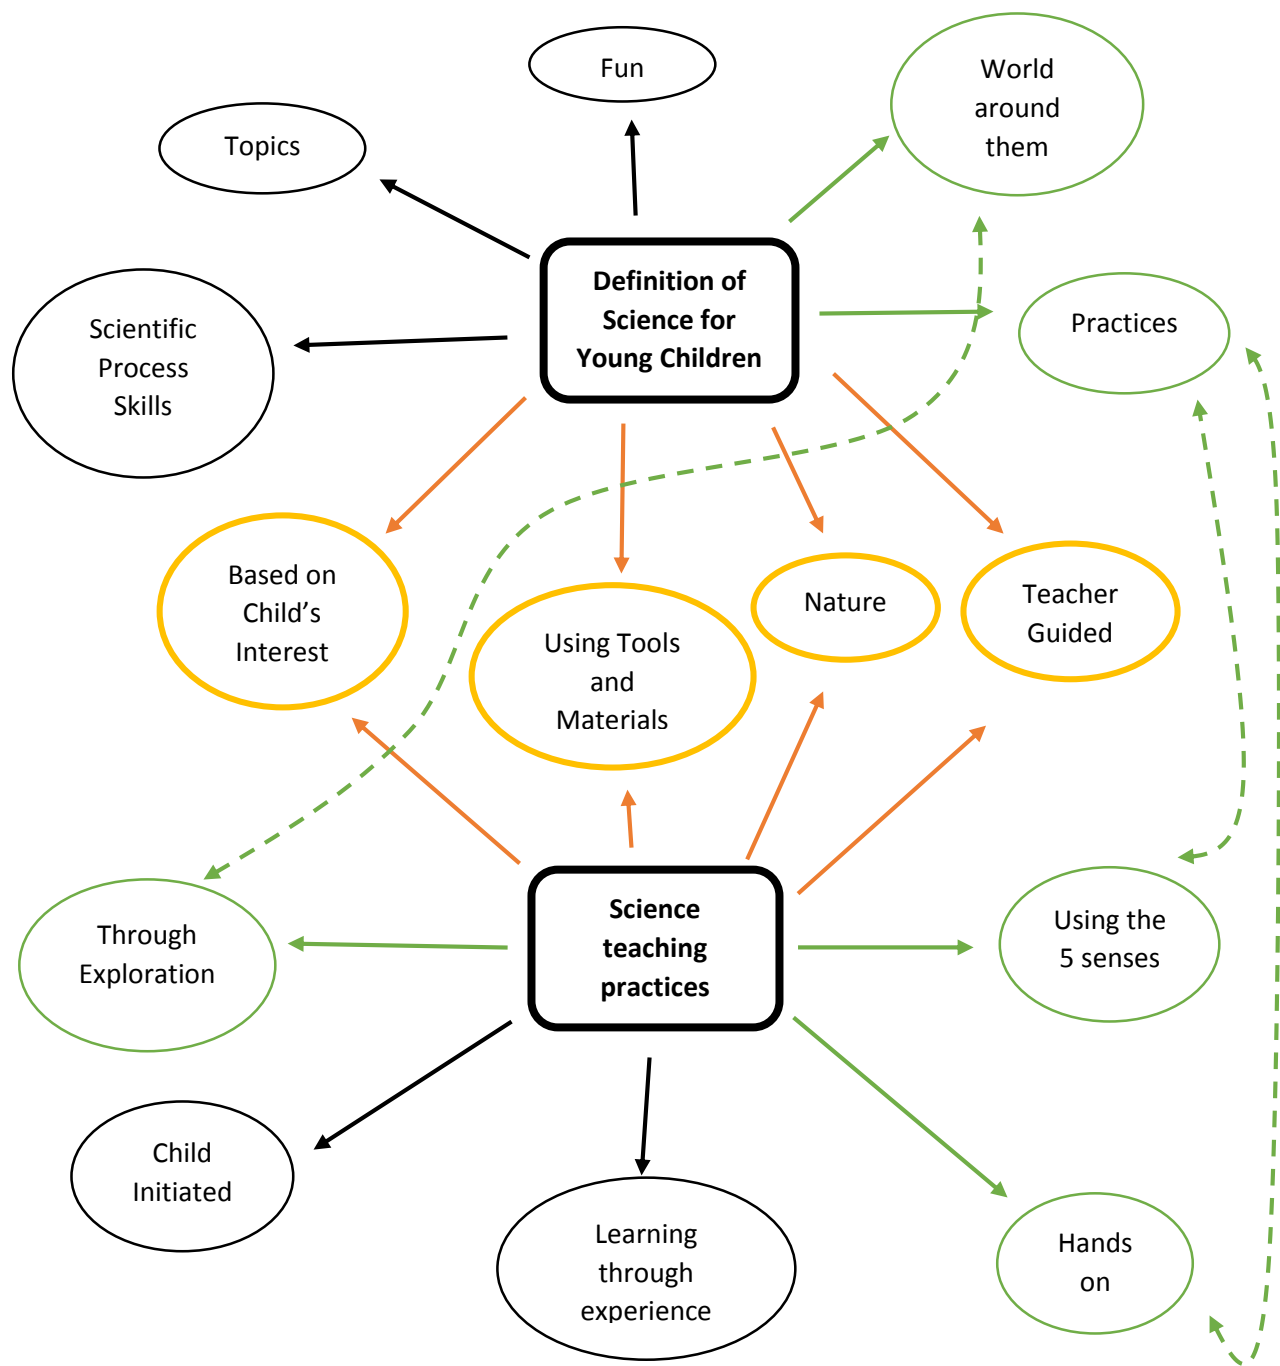 Fun
World
around
them
Topics
Definition of
Science for
Young Children
Scientific
Process
Skills
Practices
Based on
Child’s
Interest
Using Tools
and
Materials
Nature
Teacher
Guided
Science
teaching
practices
Through
Exploration
Using the
5 senses
Child
Initiated
Learning
through
experience
Hands
on